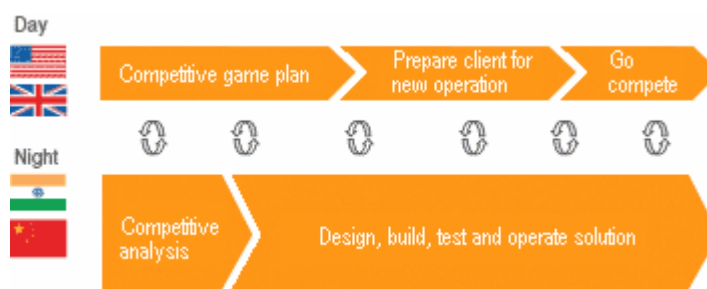 Day
Competitive game plan
Prepare client for
new operation
Go
compete
Night
Competitive
analysis
Design, build, test and operate solution